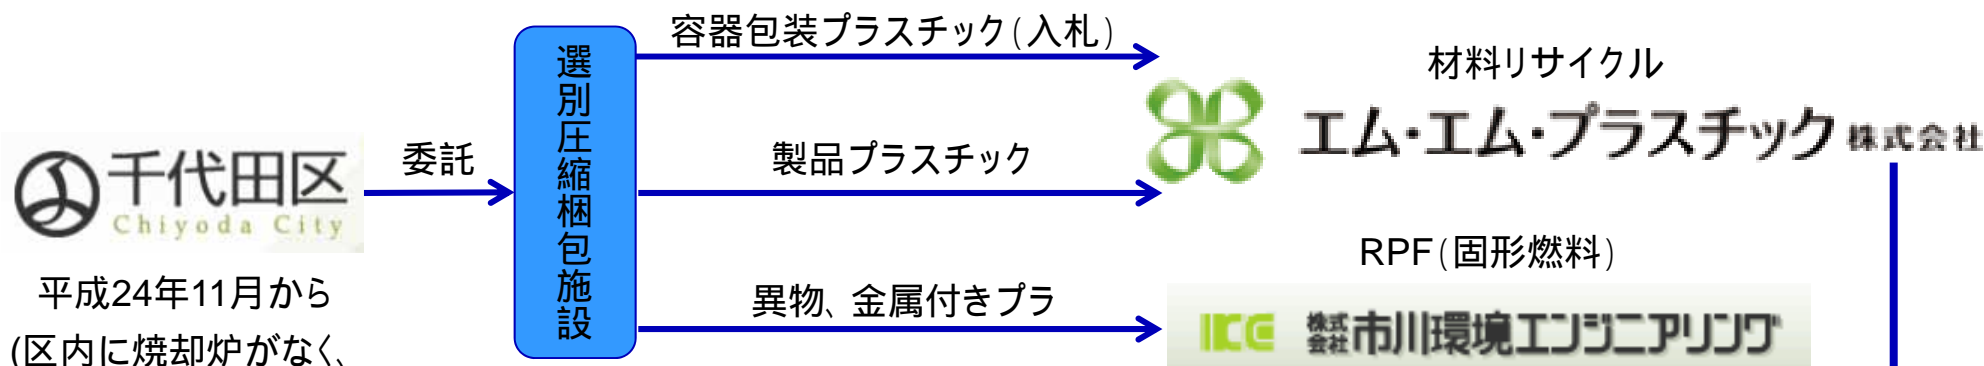 容器包装プラスチック(入札)
材料リサイクル
エム・エム・プラスチック 株式会社
千代田区
Chiyoda City
委託
選別圧縮梱包施設
製品プラスチック
平成24年11月から
(区内に焼却炉がなく、
異物、金属付きプラ
RPF(固形燃料)
ICE 株式会社市川環境エンジニアリング